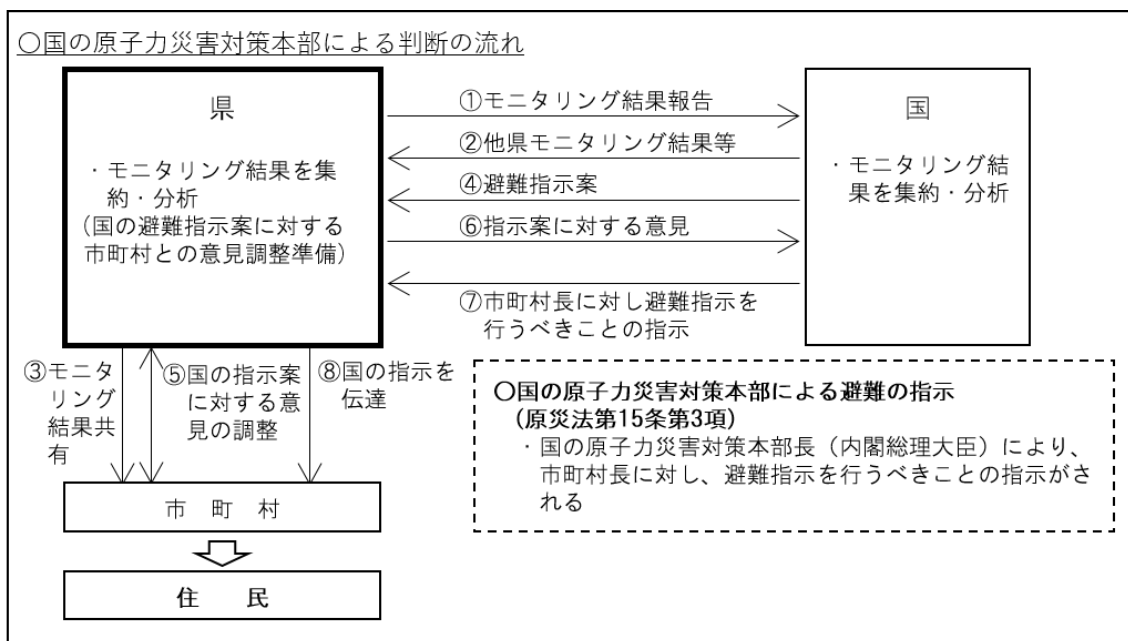 〇国の原子力災害対策本部による判断の流れ
県
・モニタリング結果を集
約・分析
(国の避難指示案に対する
市町村との意見調整準備)
①モニタリング結果報告
②他県モニタリング結果等
④避難指示案
⑥指示案に対する意見
⑦市町村長に対し避難指示を
行うべきことの指示
国
・モニタリング結
果を集約・分析
③モニタ
リング
結果共
有
⑤国の指示案
に対する意
見の調整
⑧国の指示を
伝達
〇国の原子力災害対策本部による避難の指示
(原災法第15条第3項)
・国の原子力災害対策本部長（内閣総理大臣）により、
市町村長に対し、避難指示を行うべきことの指示がさ
れる
市　町　村
住　民